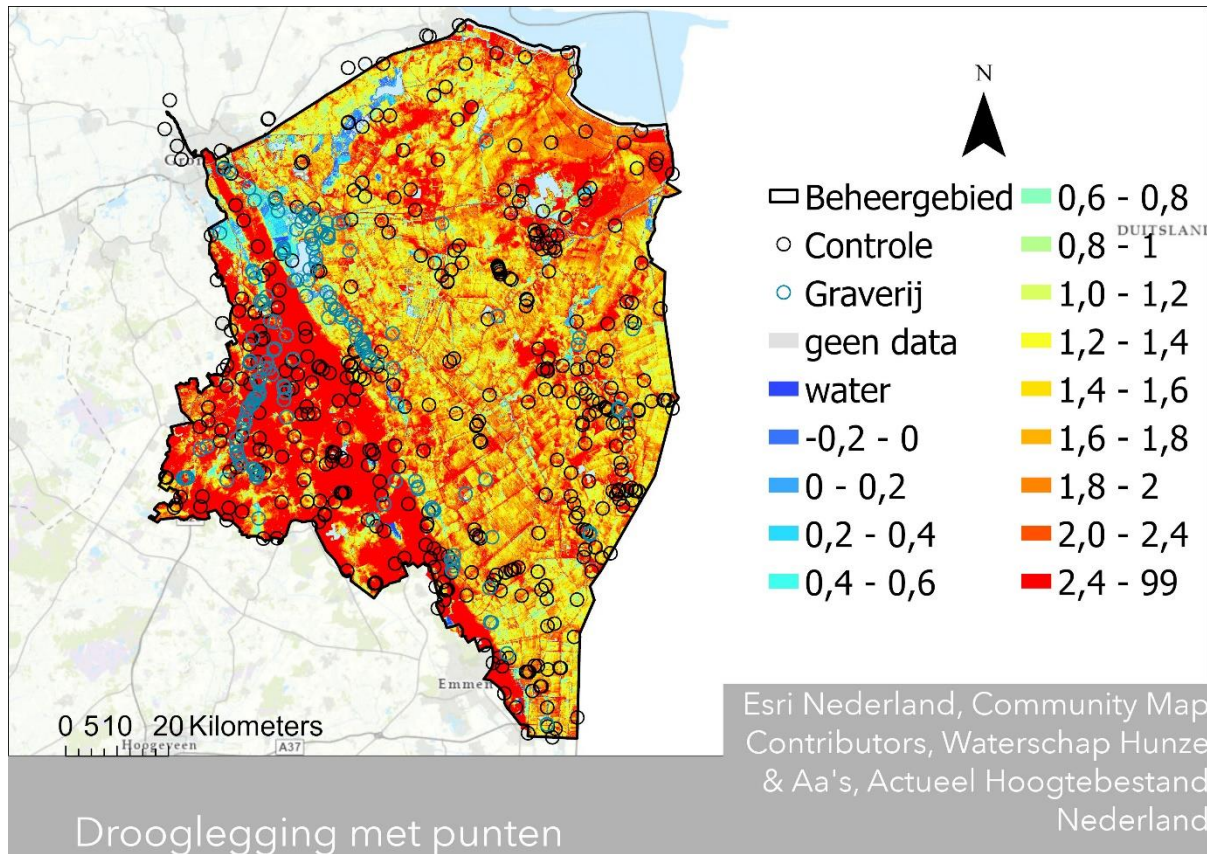 Gron
N
Beheergebied
Controle
Graverij
geen data
water
-0,2 - 0
0 - 0,2
0,2 - 0,4
0,4 - 0,6
0,6 - 0,8
0,8 - 1
1,0 - 1,2
1,2 - 1,4
1,4 - 1,6
1,6 - 1,8
1,8 - 2
2,0 - 2,4
2,4 - 99
DUITSLAND
Emmen
0 5 10 20 Kilometers
Hoogeveen
A37
Esri Nederland, Community Map
Contributors, Waterschap Hunze
& Aa's, Actueel Hoogtebestand
Nederland
Drooglegging met punten